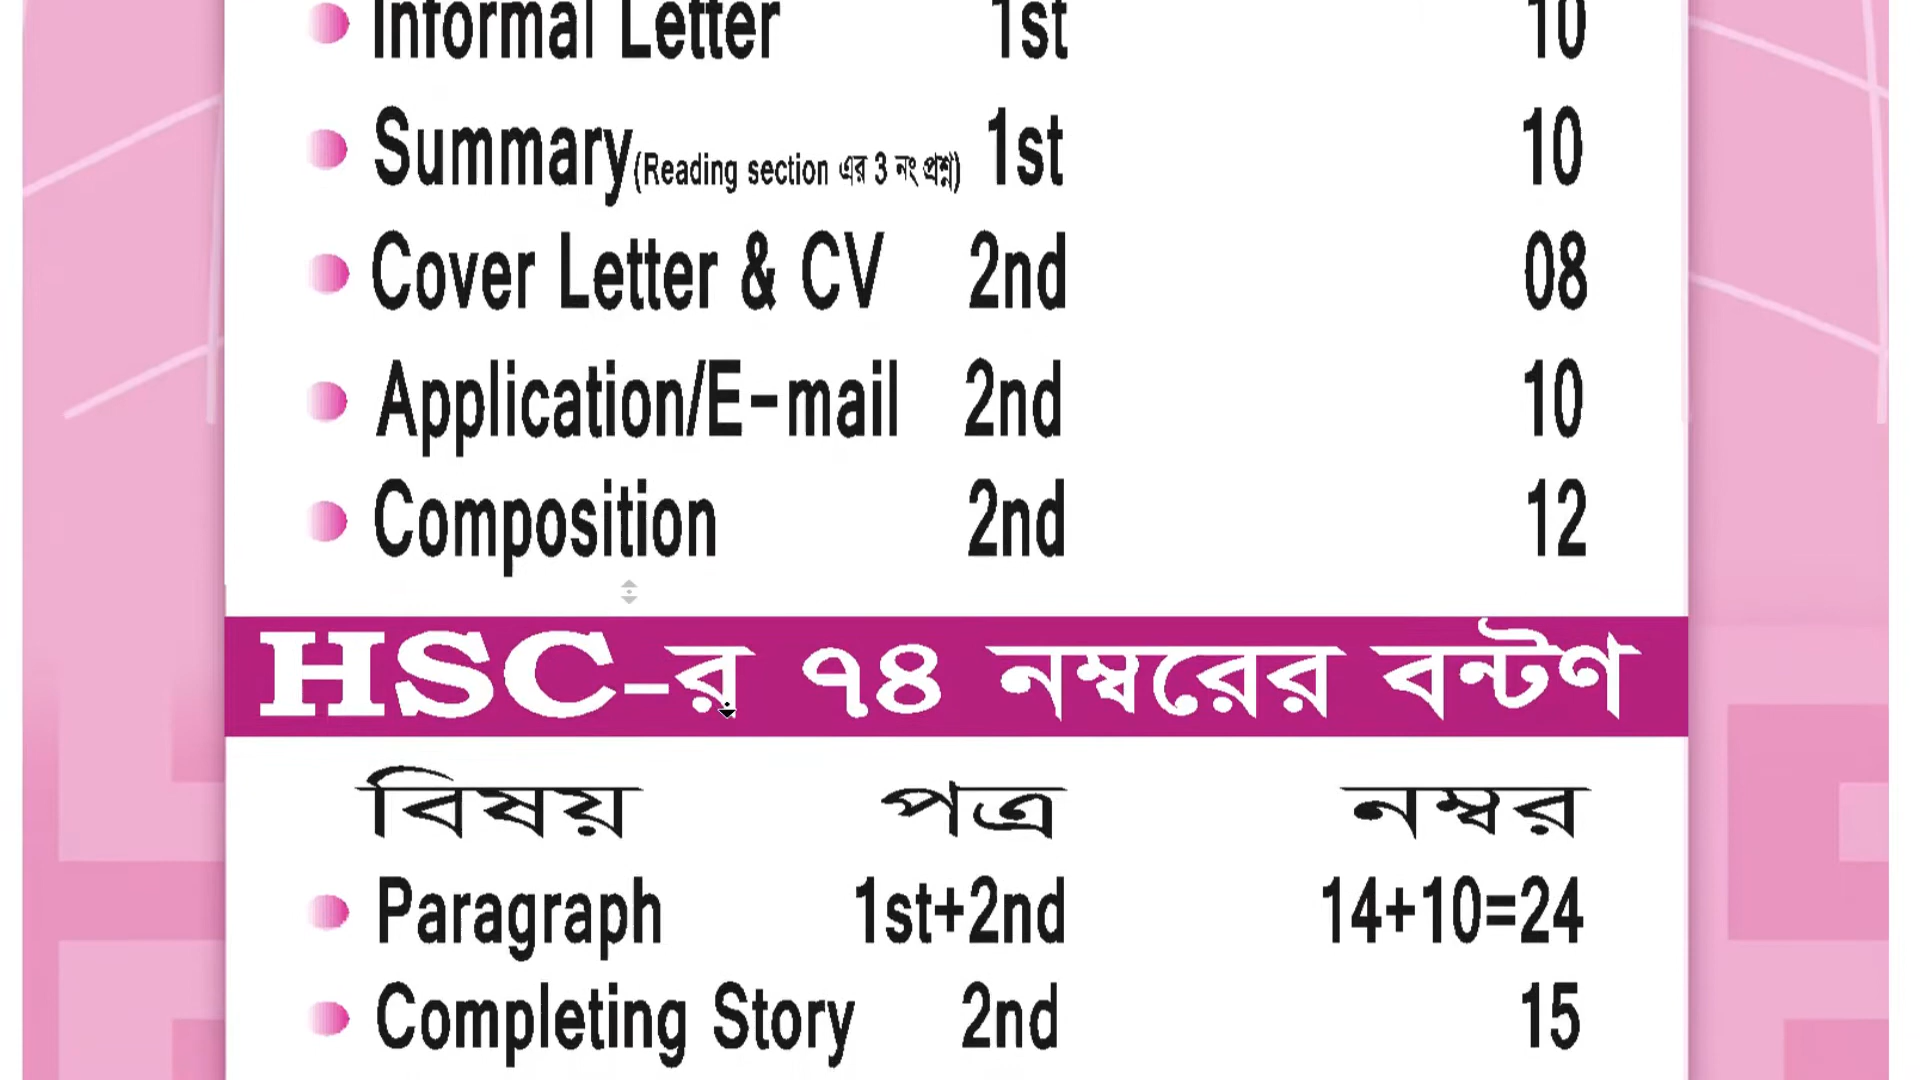 Informal Letter 1st 10
Summary(Reading section এর 3 নং প্রশ্ন) 1st 10
Cover Letter & CV 2nd 08
Application/E-mail 2nd 10
Composition 2nd 12
HSC-র ৭৪ নম্বরের বন্টণ
বিষয় পত্র নম্বর
Paragraph 1st+2nd 14+10=24
Completing Story 2nd 15